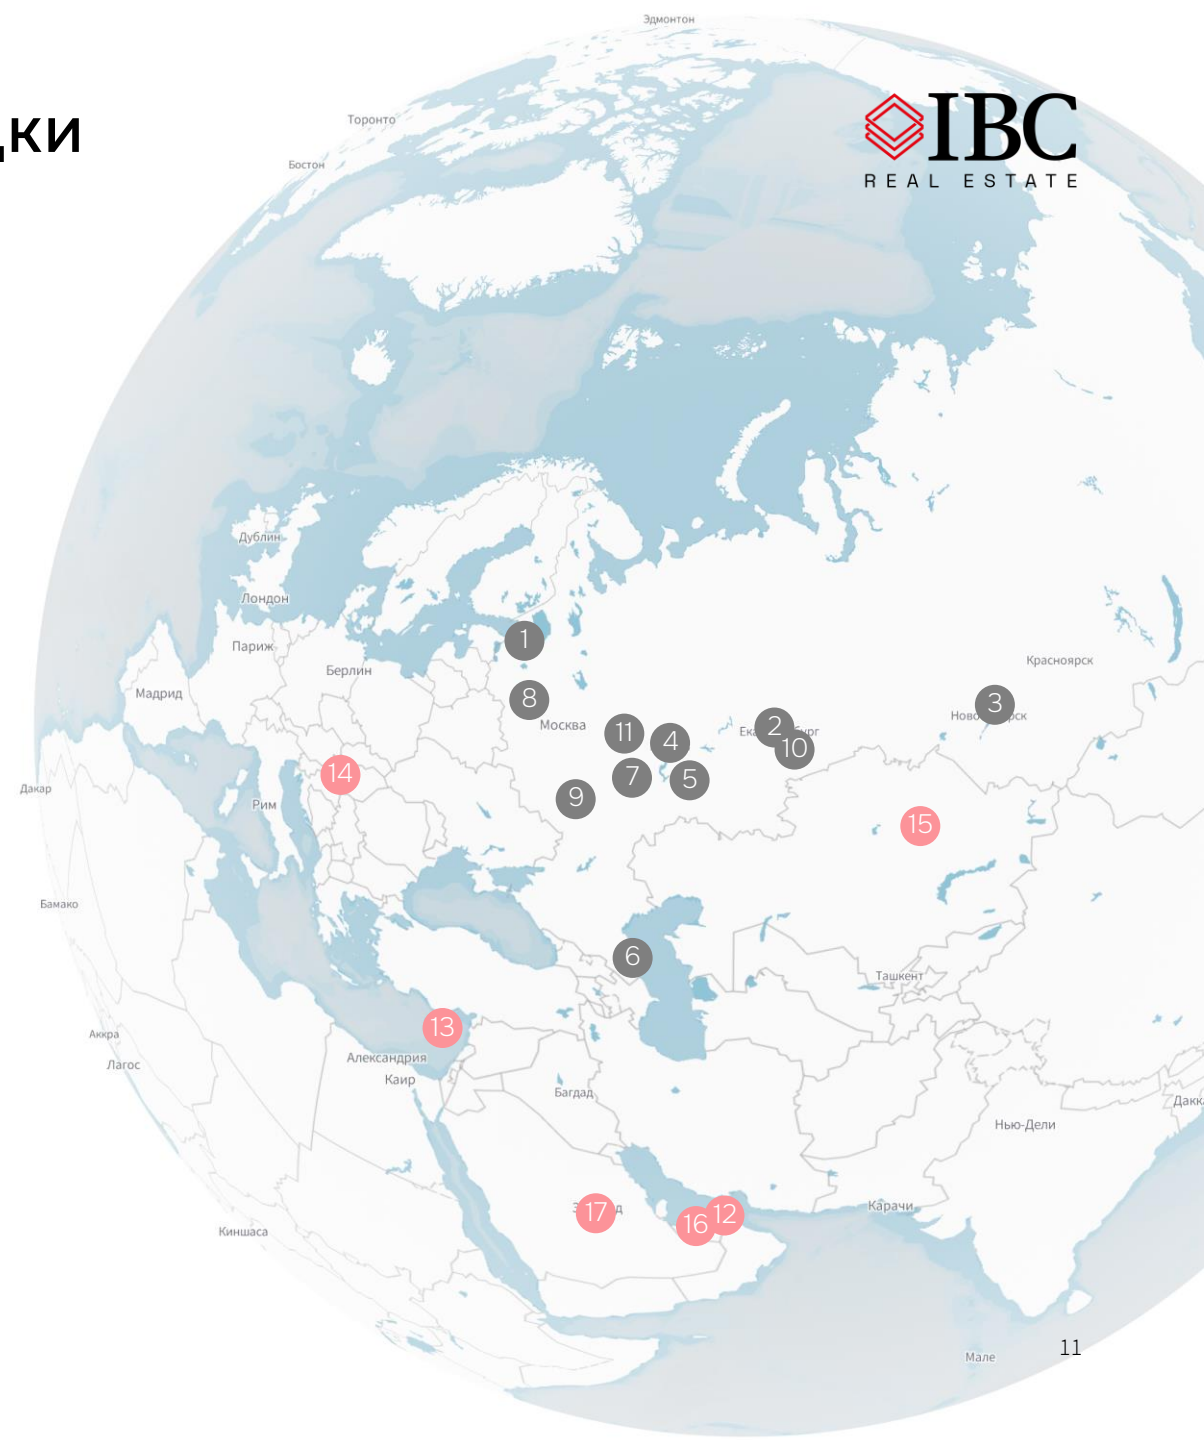 Эдмонтон
Торонто
Бостон
ки
IBC
REAL ESTATE
Дублин
Лондон
Париж
Берлин
Мадрид
Москва
Красноярск
1
8
11
4
2
10
3
7
5
9
14
15
Дакар
Рим
Бамако
6
Ташкент
13
Аккра
Лагос
Александрия
Каир
Багдад
Нью-Дели
Карачи
17
16
12
Киншаса
11
Мале